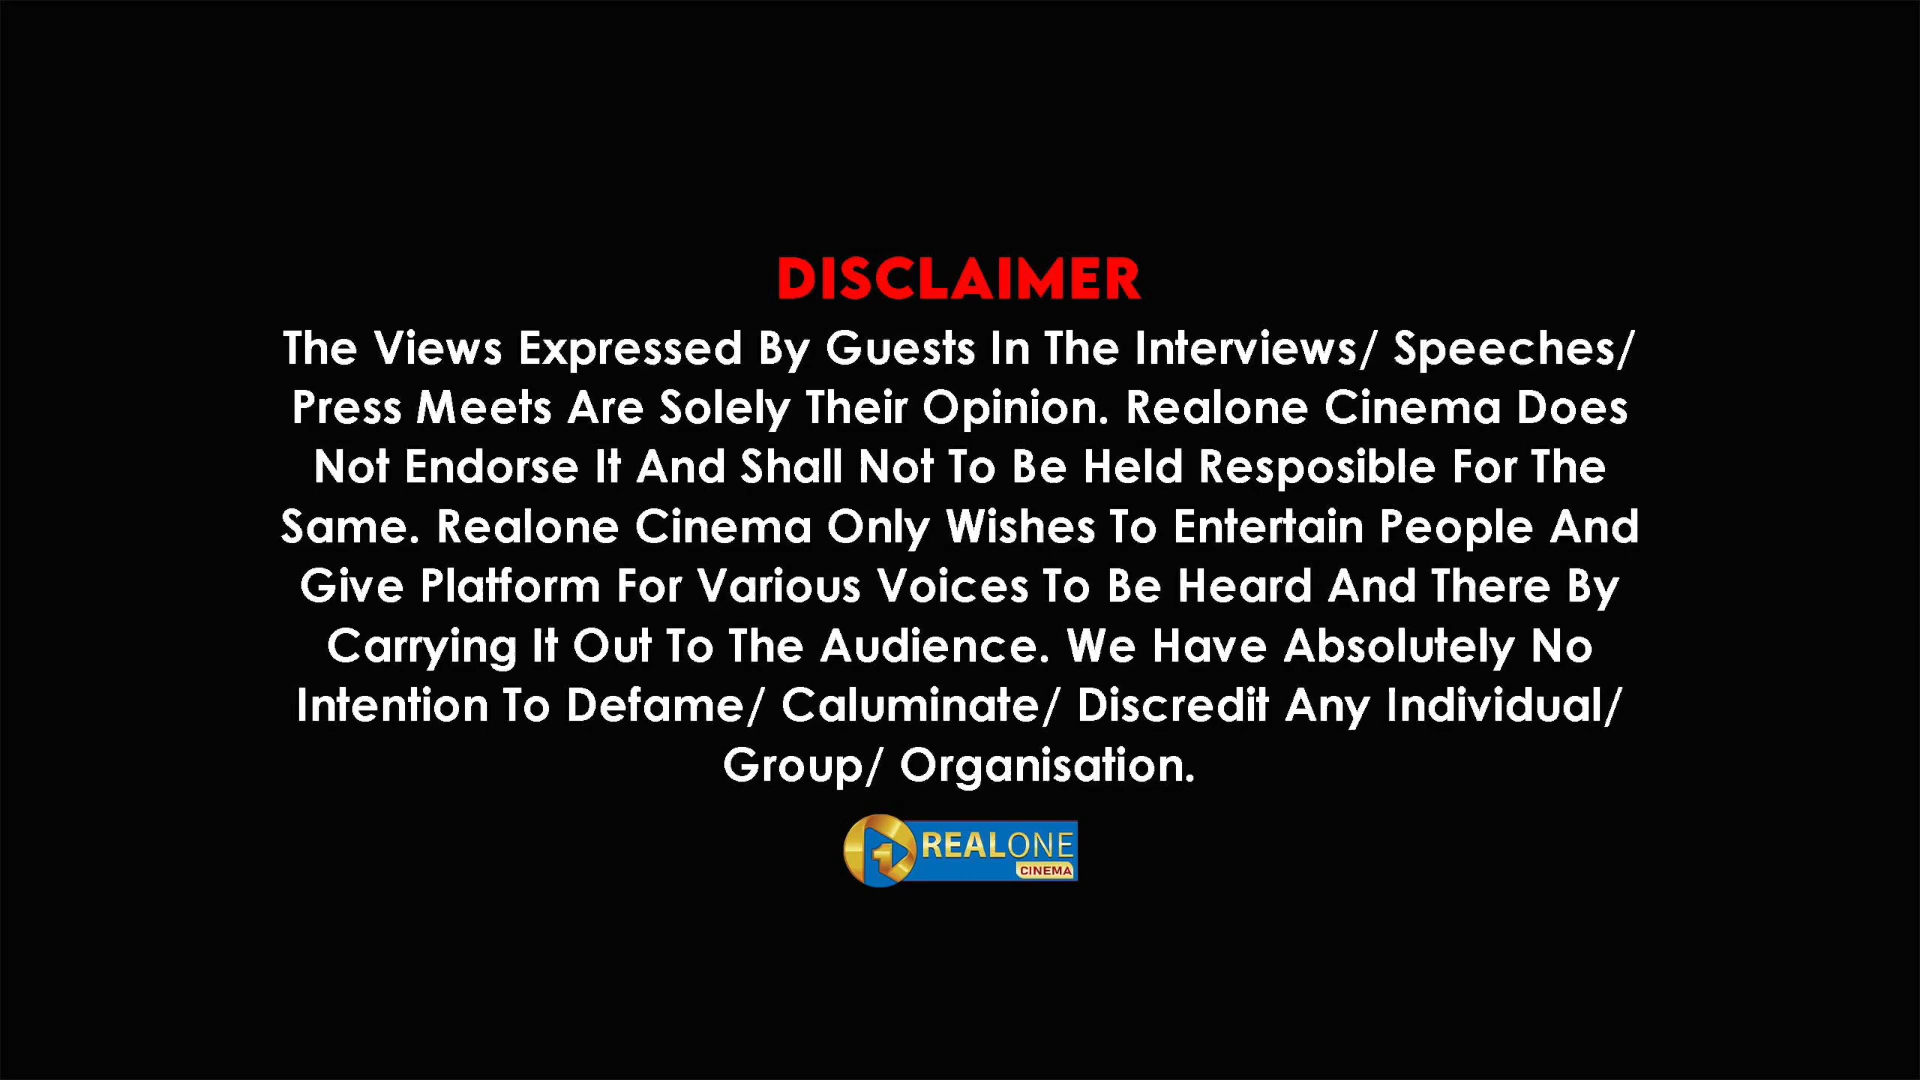 DISCLAIMER
The Views Expressed By Guests In The Interviews/ Speeches/
Press Meets Are Solely Their Opinion. Realone Cinema Does
Not Endorse It And Shall Not To Be Held Resposible For The
Same. Realone Cinema Only Wishes To Entertain People And
Give Platform For Various Voices To Be Heard And There By
Carrying It Out To The Audience. We Have Absolutely No
Intention To Defame/ Caluminate/ Discredit Any Individual/
Group/ Organisation.
1 REALONE
CINEMA